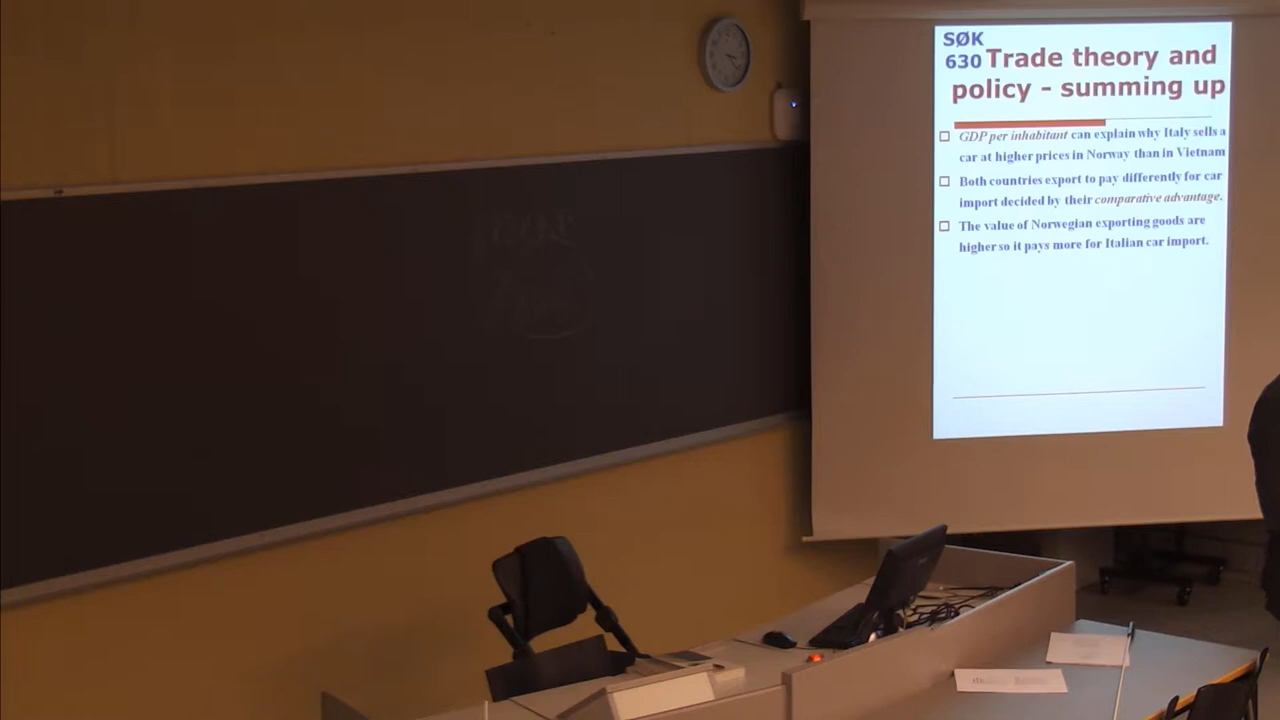 SØK
630 Trade theory and
policy - summing up
GDP per inhabitant can explain why Italy sells a
car at higher prices in Norway than in Vietnam
Both countries export to pay differently for car
import decided by their comparative advantage.
The value of Norwegian exporting goods are
higher so it pays more for Italian car import.